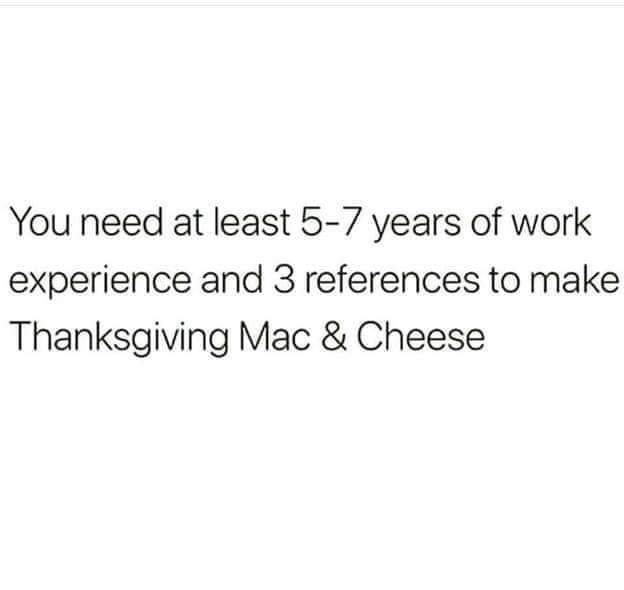 You need at least 5-7 years of work
experience and 3 references to make
Thanksgiving Mac & Cheese